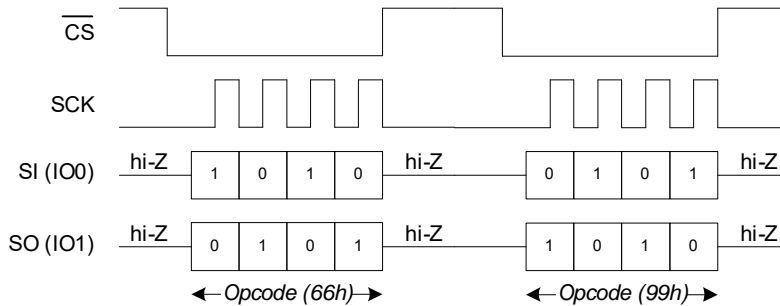 CS
SCK
SI (IO0) hi-Z 1 0 1 0 hi-Z 0 1 0 1 hi-Z
SO (IO1) hi-Z 0 1 0 1 hi-Z 1 0 1 0 hi-Z
Opcode (66h) Opcode (99h)